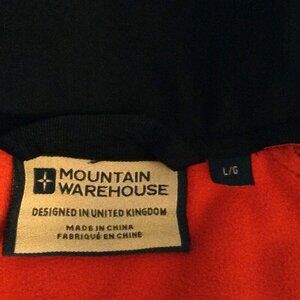 MOUNTAIN
WAREHOUSE
L/G
DESIGNED IN UNITED KINGDOM
MADE IN CHINA
FABRIQUÉ EN CHINE